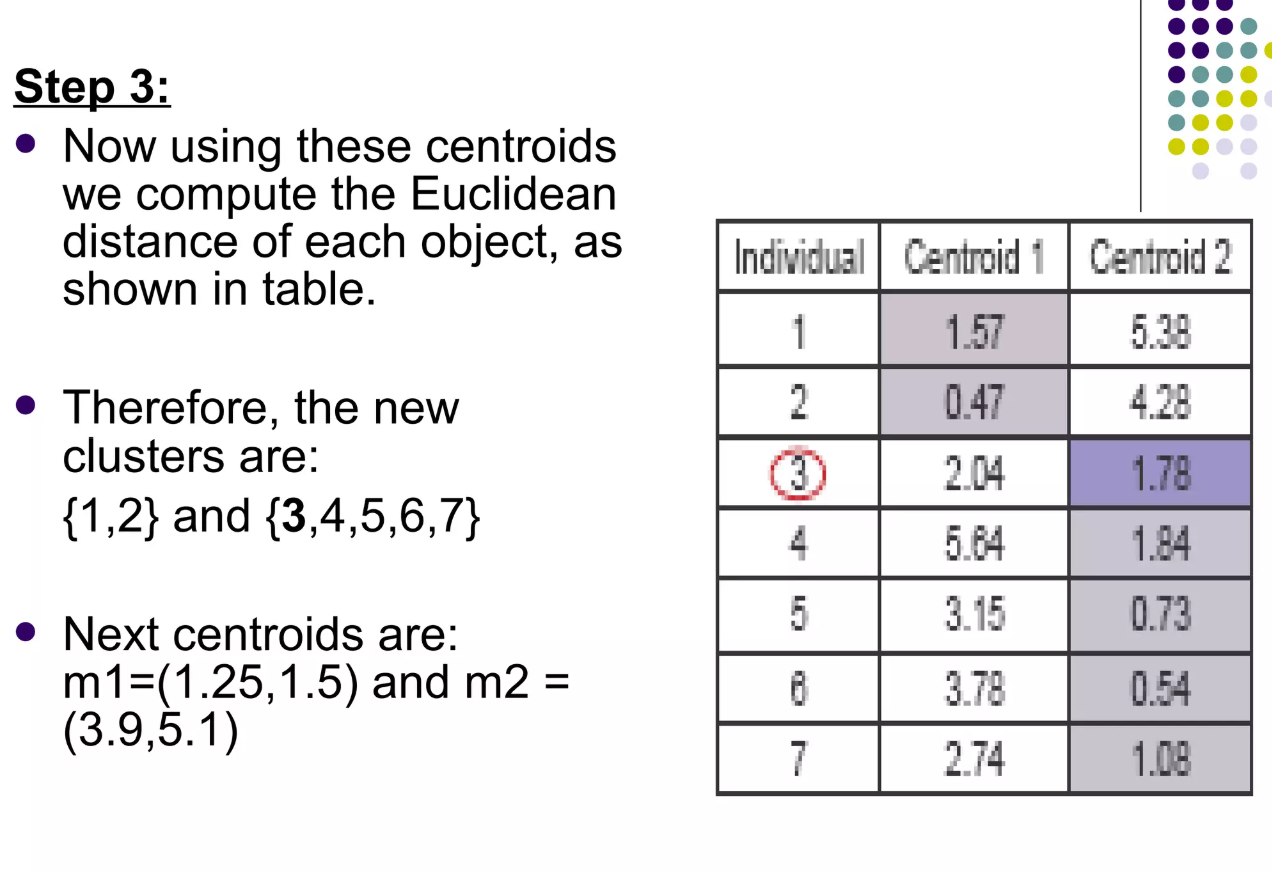 Step 3:
Now using these centroids
we compute the Euclidean
distance of each object, as
shown in table.
Therefore, the new
clusters are:
{1,2} and {3,4,5,6,7}
Next centroids are:
m1=(1.25,1.5) and m2 =
(3.9,5.1)
Individual Centroid 1 Centroid 2
1 1.57 5.38
2 0.47 4.28
3 2.04 1.78
4 5.64 1.84
5 3.15 0.73
6 3.78 0.54
7 2.74 1.08